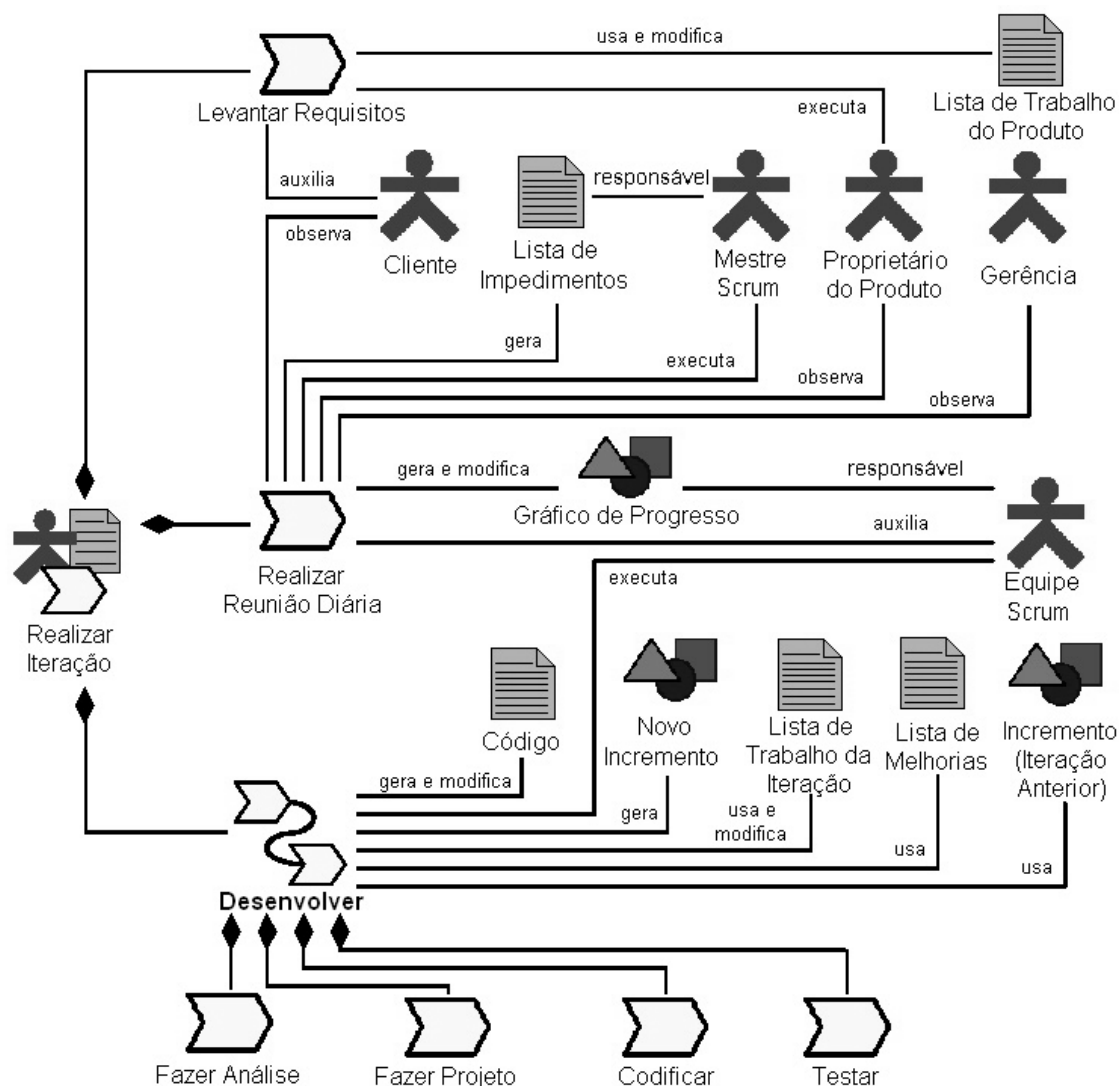 usa e modifica
Levantar Requisitos
executa
Lista de Trabalho
do Produto
auxilia
responsável
observa
Cliente
Lista de
Impedimentos
Mestre
Scrum
Proprietário
do Produto
Gerência
gera
executa
observa
observa
gera e modifica
responsável
Gráfico de Progresso
auxilia
Realizar
Reunião Diária
executa
Equipe
Scrum
Realizar
Iteração
Código
Novo
Incremento
Lista de
Trabalho da
Iteração
Lista de
Melhorias
Incremento
(Iteração
Anterior)
gera e modifica
gera
usa e
modifica
usa
usa
Desenvolver
Fazer Análise
Fazer Projeto
Codificar
Testar